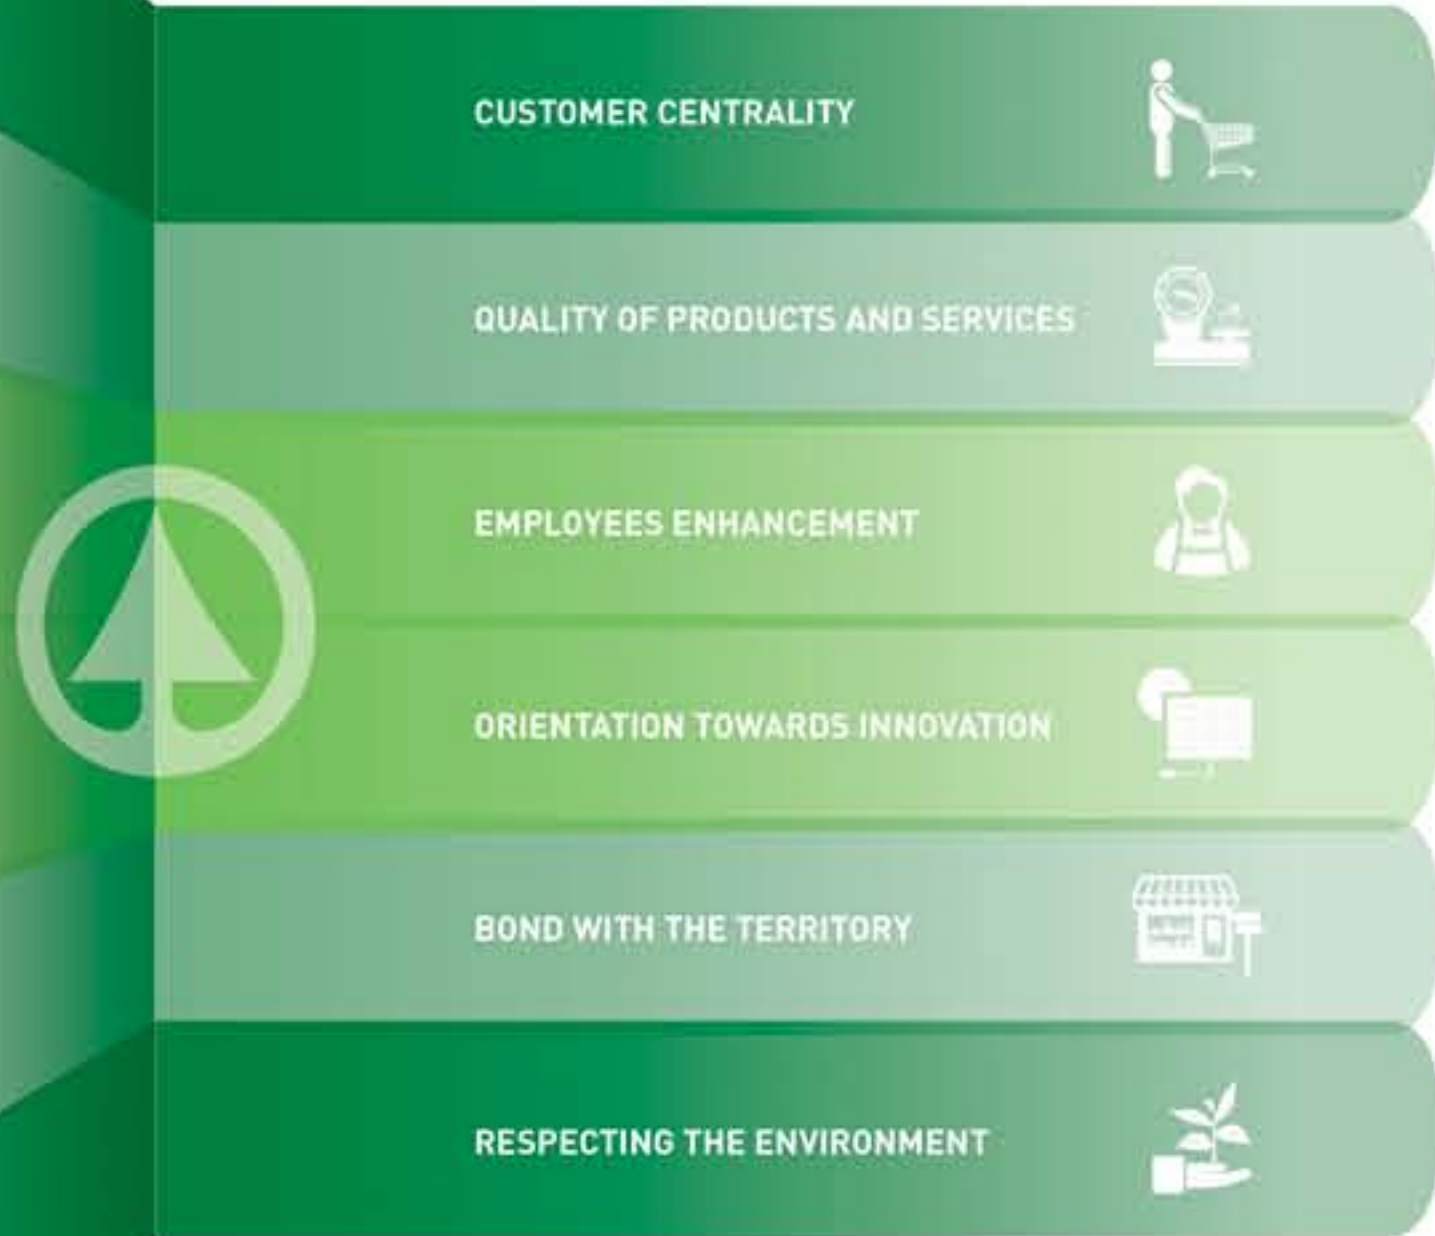 CUSTOMER CENTRALITY
QUALITY OF PRODUCTS AND SERVICES
EMPLOYEES ENHANCEMENT
ORIENTATION TOWARDS INNOVATION
BOND WITH THE TERRITORY
RESPECTING THE ENVIRONMENT